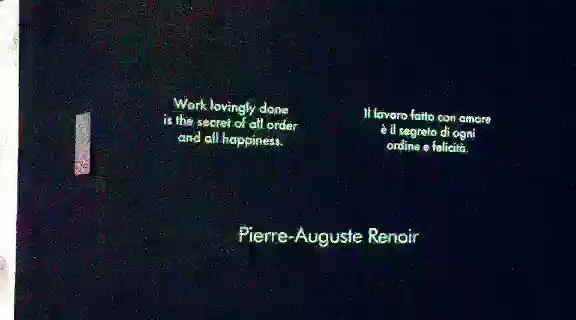 Work lovingly done
is the secret of all order
and all happiness.
Il lavoro fatto con amore
è il segreto di ogni
ordine e felicità.
Pierre-Auguste Renoir